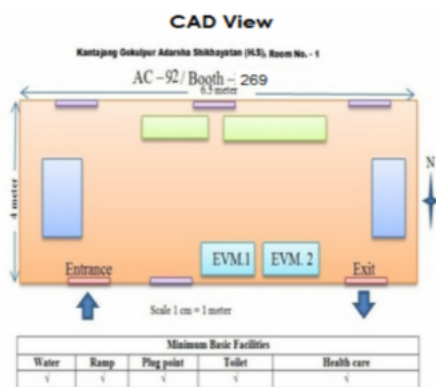 CAD View
Kantajang Gokulpur Adarsha Shikhayatan (H.S), Room No. - 1
AC – 92 / Booth - 269
6.5 meter
4 meter
N
EVM.1 EVM. 2
Entrance Exit
Scale 1 cm = 1 meter
Minimum Basic Facilities
Water Ramp Plug point Toilet Health care
√ √ √ √ √